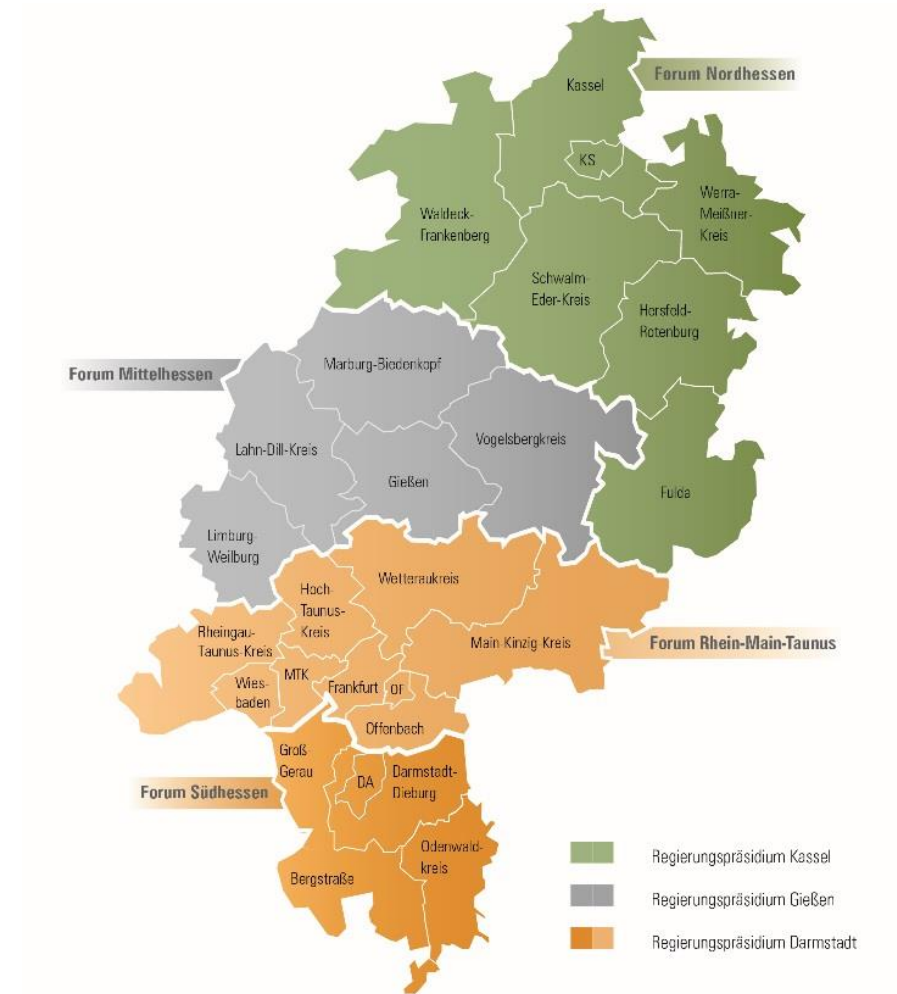 Forum Nordhessen
Kassel
KS
Werra-
Meißner-
Kreis
Waldeck-
Frankenberg
Schwalm-
Eder-Kreis
Hersfeld-
Rotenburg
Forum Mittelhessen
Marburg-Biedenkopf
Lahn-Dill-Kreis
Vogelsbergkreis
Gießen
Fulda
Limburg-
Weilburg
Wetteraukreis
Hoch-
Taunus-
Kreis
Rheingau-
Taunus-Kreis
Main-Kinzig-Kreis
Forum Rhein-Main-Taunus
MTK
Wies-
baden
Frankfurt
OF
Offenbach
Groß
Gerau
DA
Darmstadt-
Dieburg
Forum Südhessen
Odenwald-
kreis
Bergstraße
Regierungspräsidium Kassel
Regierungspräsidium Gießen
Regierungspräsidium Darmstadt